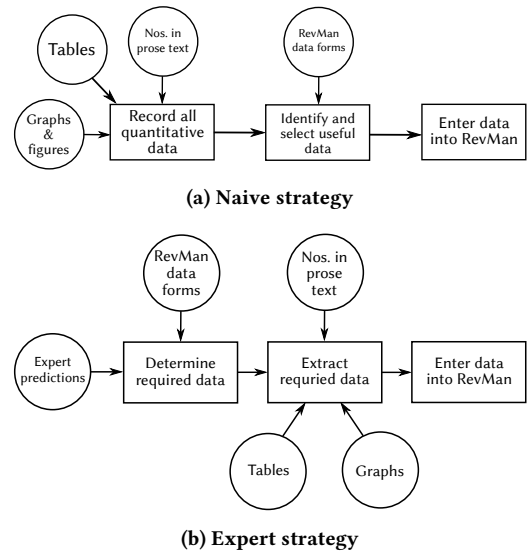 Tables
Nos. in
prose text
RevMan
data forms
Graphs
&
figures
Record all
quantitative
data
Identify and
select useful
data
Enter data
into RevMan
(a) Naive strategy
RevMan
data
forms
Nos. in
prose
text
Expert
predictions
Determine
required data
Extract
requried data
Enter data
into RevMan
Tables
Graphs
(b) Expert strategy